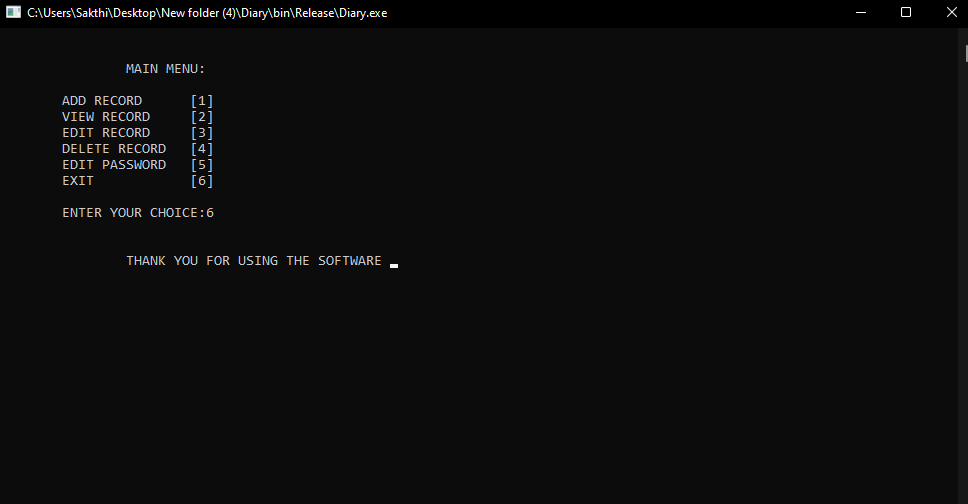 C:\Users\Sakthi\Desktop\New folder (4)\Diary\bin\Release\Diary.exe
MAIN MENU:
ADD RECORD [1]
VIEW RECORD [2]
EDIT RECORD [3]
DELETE RECORD [4]
EDIT PASSWORD [5]
EXIT [6]
ENTER YOUR CHOICE:6
THANK YOU FOR USING THE SOFTWARE